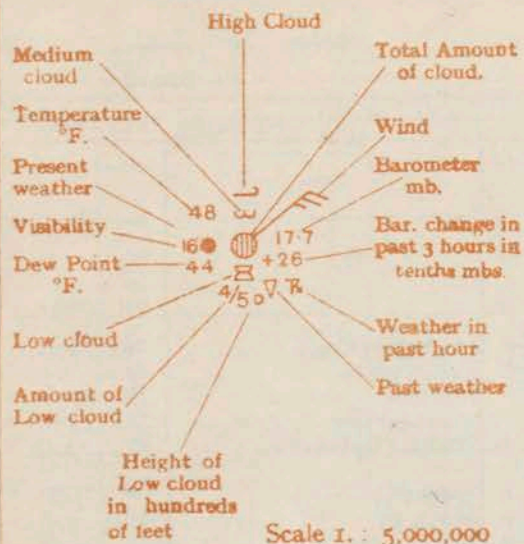 High Cloud
Medium
cloud
Total Amount
of cloud.
Temperature
°F.
Wind
Present
weather
Barometer
mb.
48
Visibility
16
17.7
Bar. change in
past 3 hours in
tenths mbs.
Dew Point
°F.
44
+26
4/50
Low cloud
Weather in
past hour
Amount of
Low cloud
Past weather
Height of
Low cloud
in hundreds
of feet
Scale 1. : 5,000,000